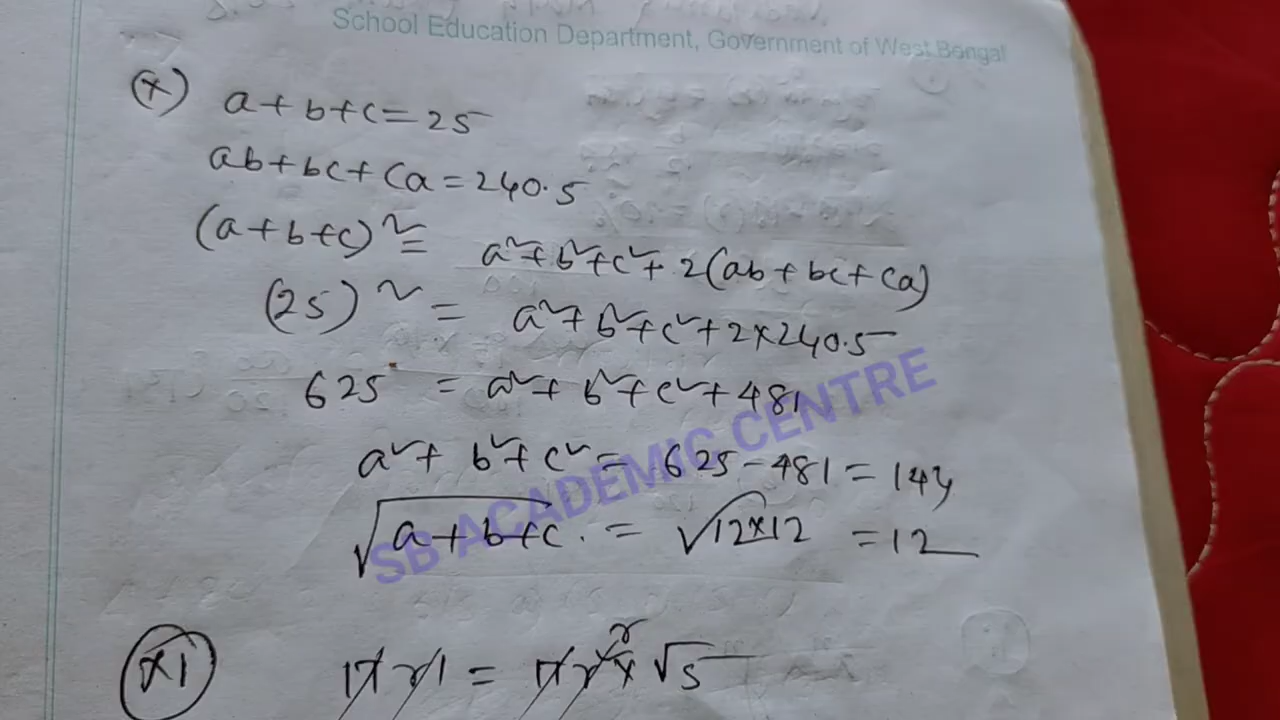 School Education Department, Government of West Bengal
(x) a+b+c=25
ab+bc+ca=240.5
(a+b+c)² = a²+b²+c²+2(ab+bc+ca)
(25)² = a²+b²+c²+2×240.5
625 = a²+b²+c²+481
a²+b²+c² = 625-481=144
√a+b+c. = √12×12 =12
SB ACADEMIC CENTRE
(XI) = √5